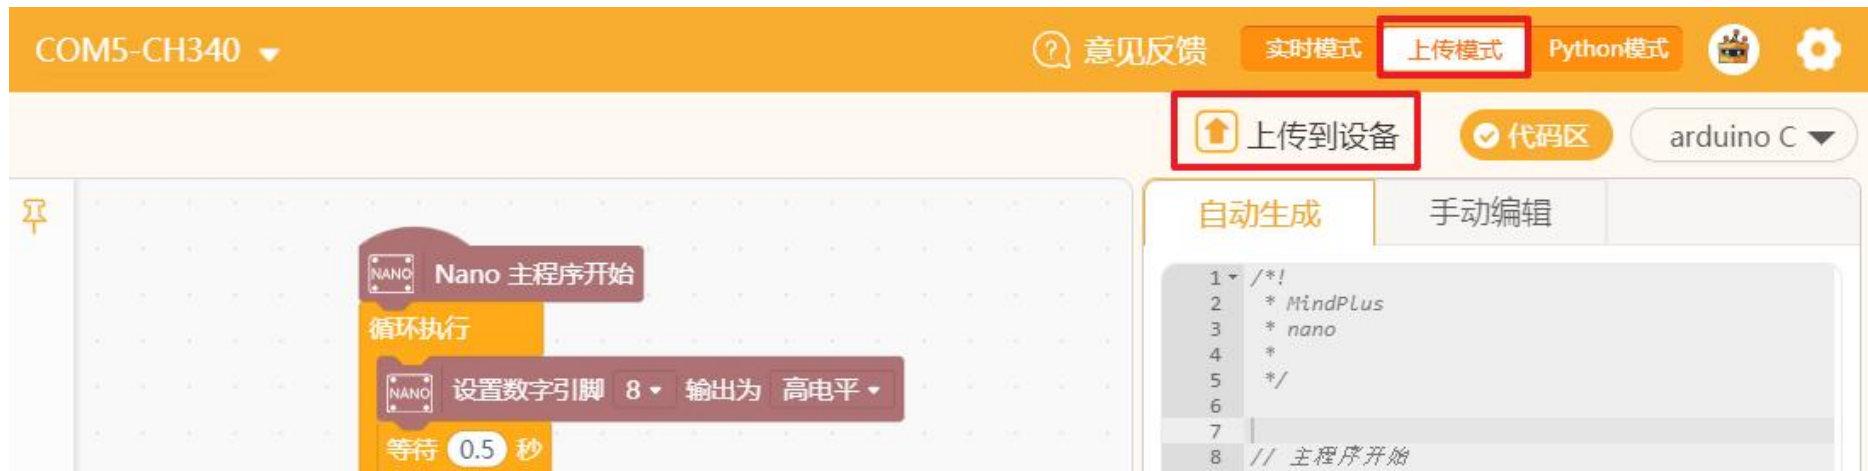 COM5-CH340 意见反馈 实时模式 上传模式 Python模式
上传到设备 代码区 arduino C
自动生成 手动编辑
NANO Nano 主程序开始
循环执行
NANO 设置数字引脚 8 输出为 高电平
等待 0.5 秒
1 /*!
2 * MindPlus
3 * nano
4 *
5 */
6
7
8 // 主程序开始